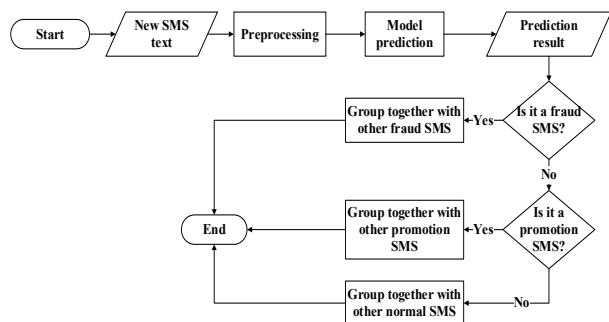 Start
New SMS
text
Preprocessing
Model
prediction
Prediction
result
Is it a fraud
SMS?
Yes
Group together with
other fraud SMS
No
Is it a
promotion
SMS?
Yes
Group together with
other promotion
SMS
End
No
Group together with
other normal SMS